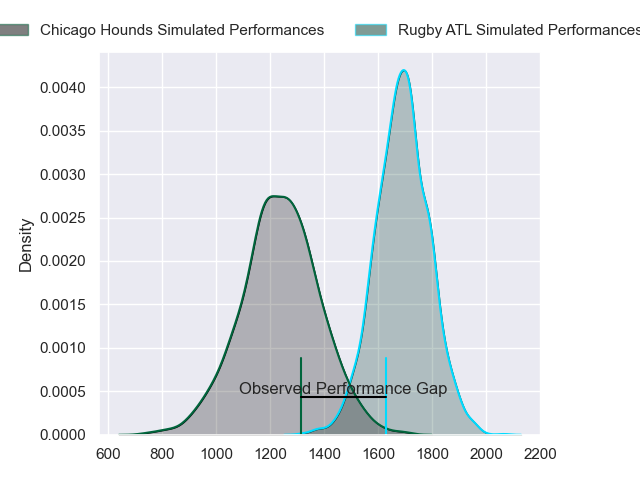 Chicago Hounds Simulated Performances
Rugby ATL Simulated Performances
0.0040
0.0035
0.0030
0.0025
0.0020
0.0015
0.0010
0.0005
0.0000
Density
Observed Performance Gap
600 800 1000 1200 1400 1600 1800 2000 2200